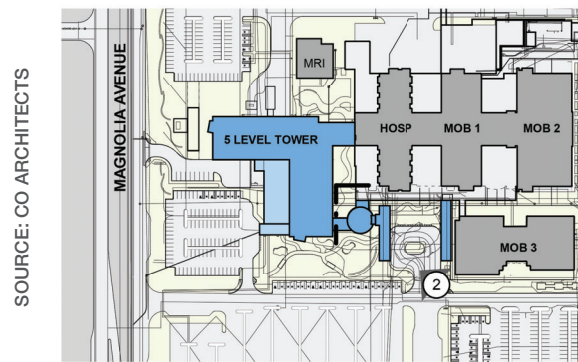 SOURCE: CO ARCHITECTS
MAGNOLIA AVENUE
MRI
5 LEVEL TOWER
HOSP
MOB 1
MOB 2
MOB 3
2